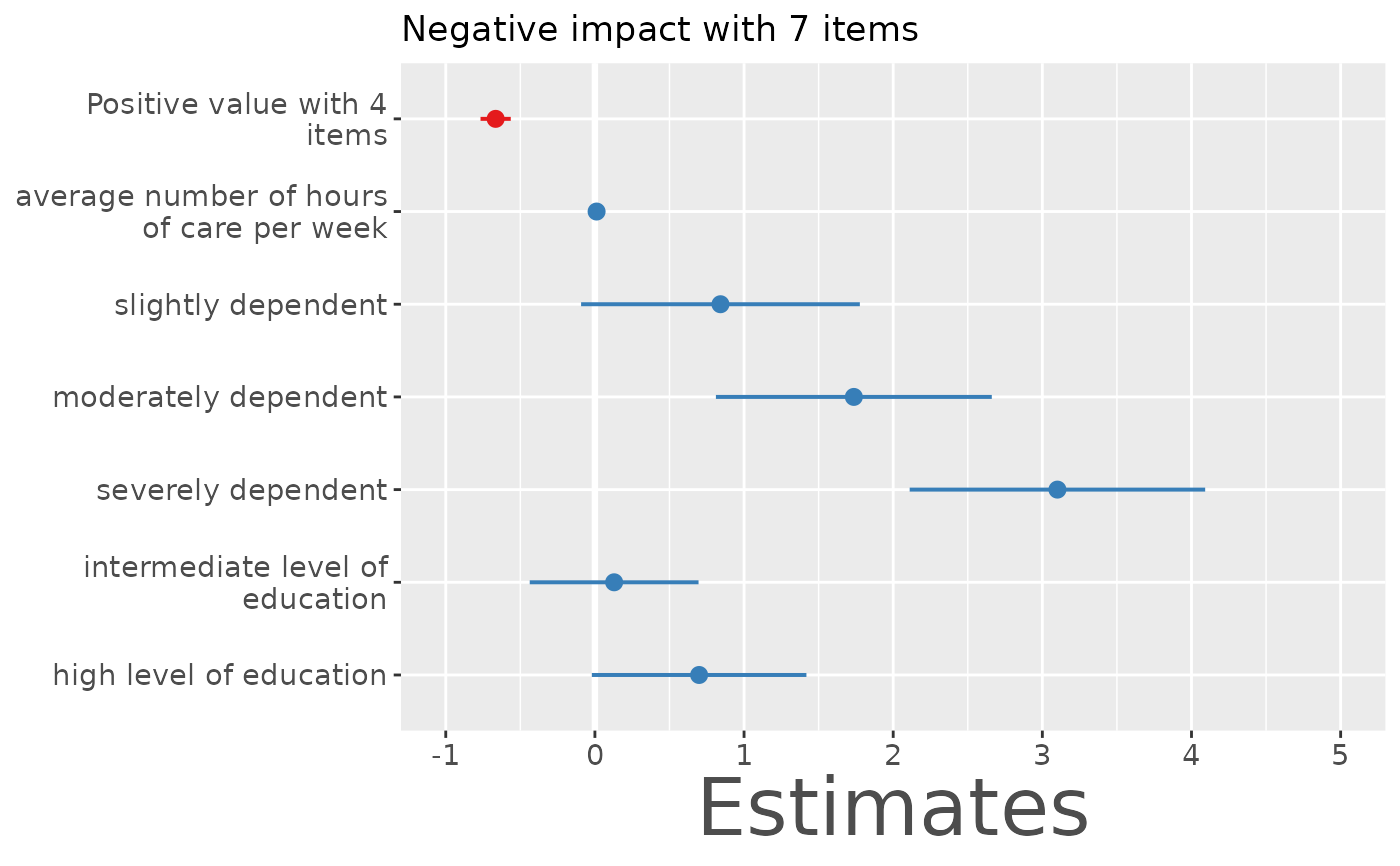 Negative impact with 7 items
Positive value with 4
items
average number of hours
of care per week
slightly dependent
moderately dependent
severely dependent
intermediate level of
education
high level of education
-1 0 1 2 3 4 5
Estimates